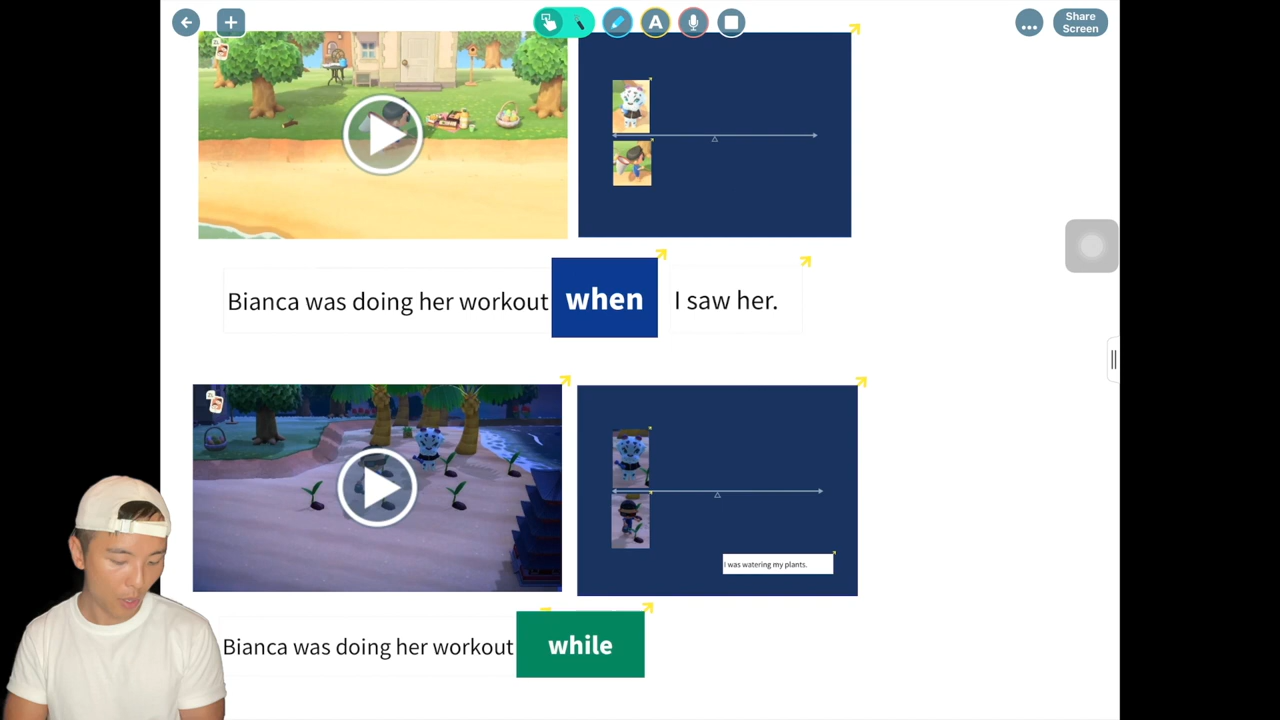 A
Share
Screen
Bianca was doing her workout when I saw her.
I was watering my plants.
Bianca was doing her workout while